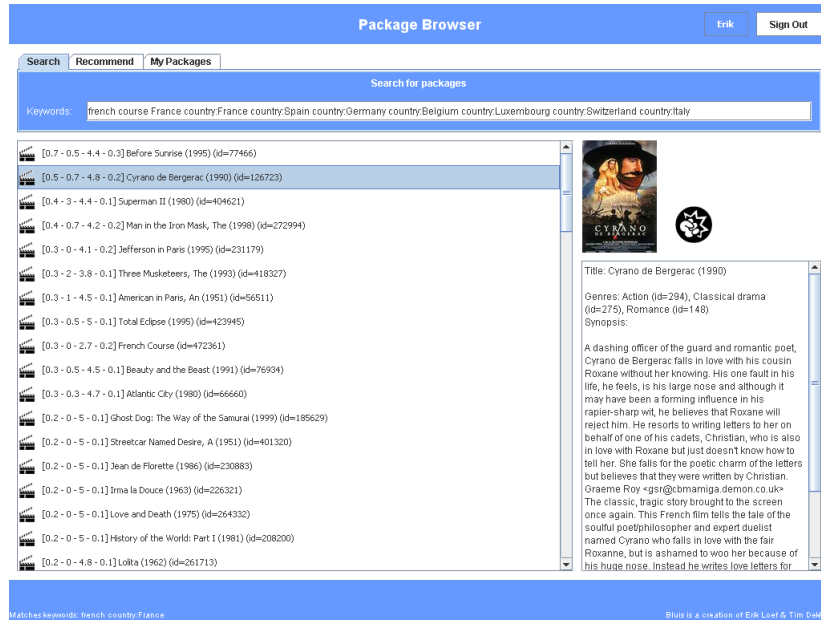 Package Browser
Erik
Sign Out
Search
Recommend
My Packages
Search for packages
Keywords:
french course France country:France country:Spain country:Germany country:Belgium country:Luxembourg country:Switzerland country:Italy
[0.7 - 0.5 - 4.4 - 0.3] Before Sunrise (1995) (id=77466)
[0.5 - 0.7 - 4.8 - 0.2] Cyrano de Bergerac (1990) (id=126723)
[0.4 - 3 - 4.4 - 0.1] Superman II (1980) (id=404621)
[0.4 - 0.7 - 4.2 - 0.2] Man in the Iron Mask, The (1998) (id=272994)
[0.3 - 0 - 4.1 - 0.2] Jefferson in Paris (1995) (id=231179)
[0.3 - 2 - 3.8 - 0.1] Three Musketeers, The (1993) (id=418327)
[0.3 - 1 - 4.5 - 0.1] American in Paris, An (1951) (id=56511)
[0.3 - 0.5 - 5 - 0.1] Total Eclipse (1995) (id=423945)
[0.3 - 0 - 2.7 - 0.2] French Course (id=472361)
[0.3 - 0.5 - 4.5 - 0.1] Beauty and the Beast (1991) (id=76934)
[0.3 - 0.3 - 4.7 - 0.1] Atlantic City (1980) (id=66660)
[0.2 - 0 - 5 - 0.1] Ghost Dog: The Way of the Samurai (1999) (id=185629)
[0.2 - 0 - 5 - 0.1] Streetcar Named Desire, A (1951) (id=401320)
[0.2 - 0 - 5 - 0.1] Jean de Florette (1986) (id=230883)
[0.2 - 0 - 5 - 0.1] Irma la Douce (1963) (id=226321)
[0.2 - 0 - 5 - 0.1] Love and Death (1975) (id=264332)
[0.2 - 0 - 5 - 0.1] History of the World: Part I (1981) (id=208200)
[0.2 - 0 - 4.8 - 0.1] Lolita (1962) (id=261713)
CYRANO
DE BERGERAC
Title: Cyrano de Bergerac (1990)
Genres: Action (id=294), Classical drama
(id=275), Romance (id=148)
Synopsis:
A dashing officer of the guard and romantic poet,
Cyrano de Bergerac falls in love with his cousin
Roxane without her knowing. His one fault in his
life, he feels, is his large nose and although it
may have been a forming influence in his
rapier-sharp wit, he believes that Roxane will
reject him. He resorts to writing letters to her on
behalf of one of his cadets, Christian, who is also
in love with Roxane but just doesn't know how to
tell her. She falls for the poetic charm of the letters
but believes that they were written by Christian.
Graeme Roy <gsr@cbmamiga.demon.co.uk>
The classic, tragic story brought to the screen
once again. This French film tells the tale of the
soulful poet/philosopher and expert duelist
named Cyrano who falls in love with the fair
Roxanne, but is ashamed to woo her because of
his huge nose. Instead he writes love letters for
Matches keywords: french country:France
Bluis is a creation of Erik Loef & Tim